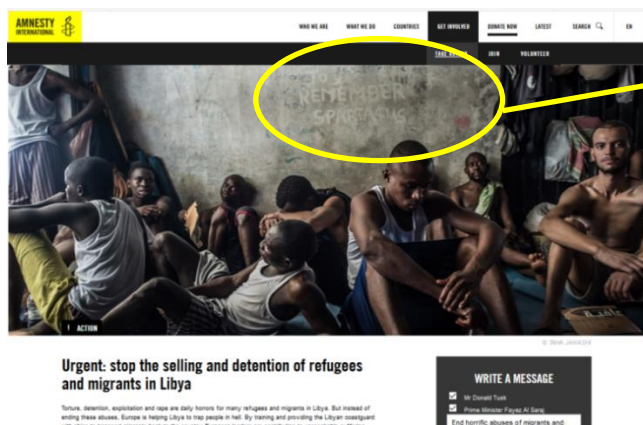 AMNESTY
INTERNATIONAL
WHO WE ARE WHAT WE DO COUNTRIES GET INVOLVED DONATE NOW LATEST SEARCH EN
TAKE ACTION JOIN VOLUNTEER
REMEMBER
SPARTACUS
! ACTION
Urgent: stop the selling and detention of refugees
and migrants in Libya
Torture, detention, exploitation and rape are daily horrors for many refugees and migrants in Libya. But instead of
ending these abuses, Europe is helping Libya to trap people in hell. By training and providing the Libyan coastguard
WRITE A MESSAGE
Mr Donald Tusk
Prime Minister Fayez Al Saraj
End horrific abuses of migrants and